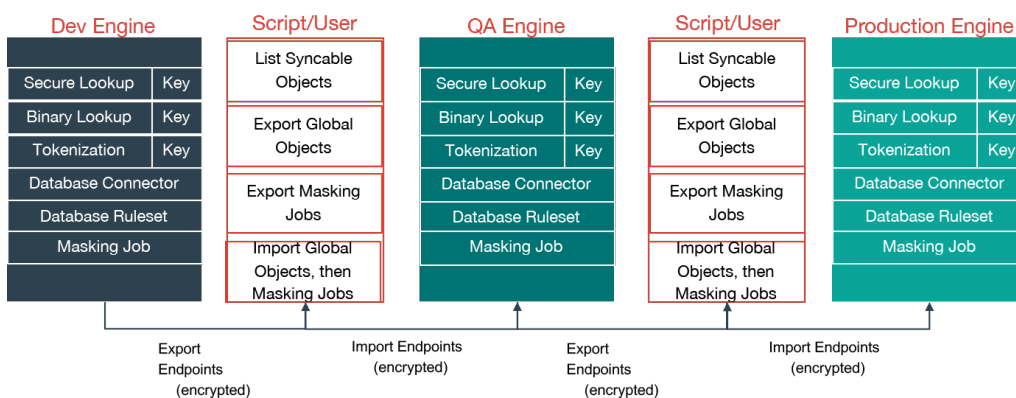 Dev Engine
Secure Lookup Key
Binary Lookup Key
Tokenization Key
Database Connector
Database Ruleset
Masking Job
Script/User
List Syncable
Objects
Export Global
Objects
Export Masking
Jobs
Import Global
Objects, then
Masking Jobs
QA Engine
Secure Lookup Key
Binary Lookup Key
Tokenization Key
Database Connector
Database Ruleset
Masking Job
Script/User
List Syncable
Objects
Export Global
Objects
Export Masking
Jobs
Import Global
Objects, then
Masking Jobs
Production Engine
Secure Lookup Key
Binary Lookup Key
Tokenization Key
Database Connector
Database Ruleset
Masking Job
Export
Endpoints
(encrypted)
Import Endpoints
(encrypted)
Export
Endpoints
(encrypted)
Import Endpoints
(encrypted)